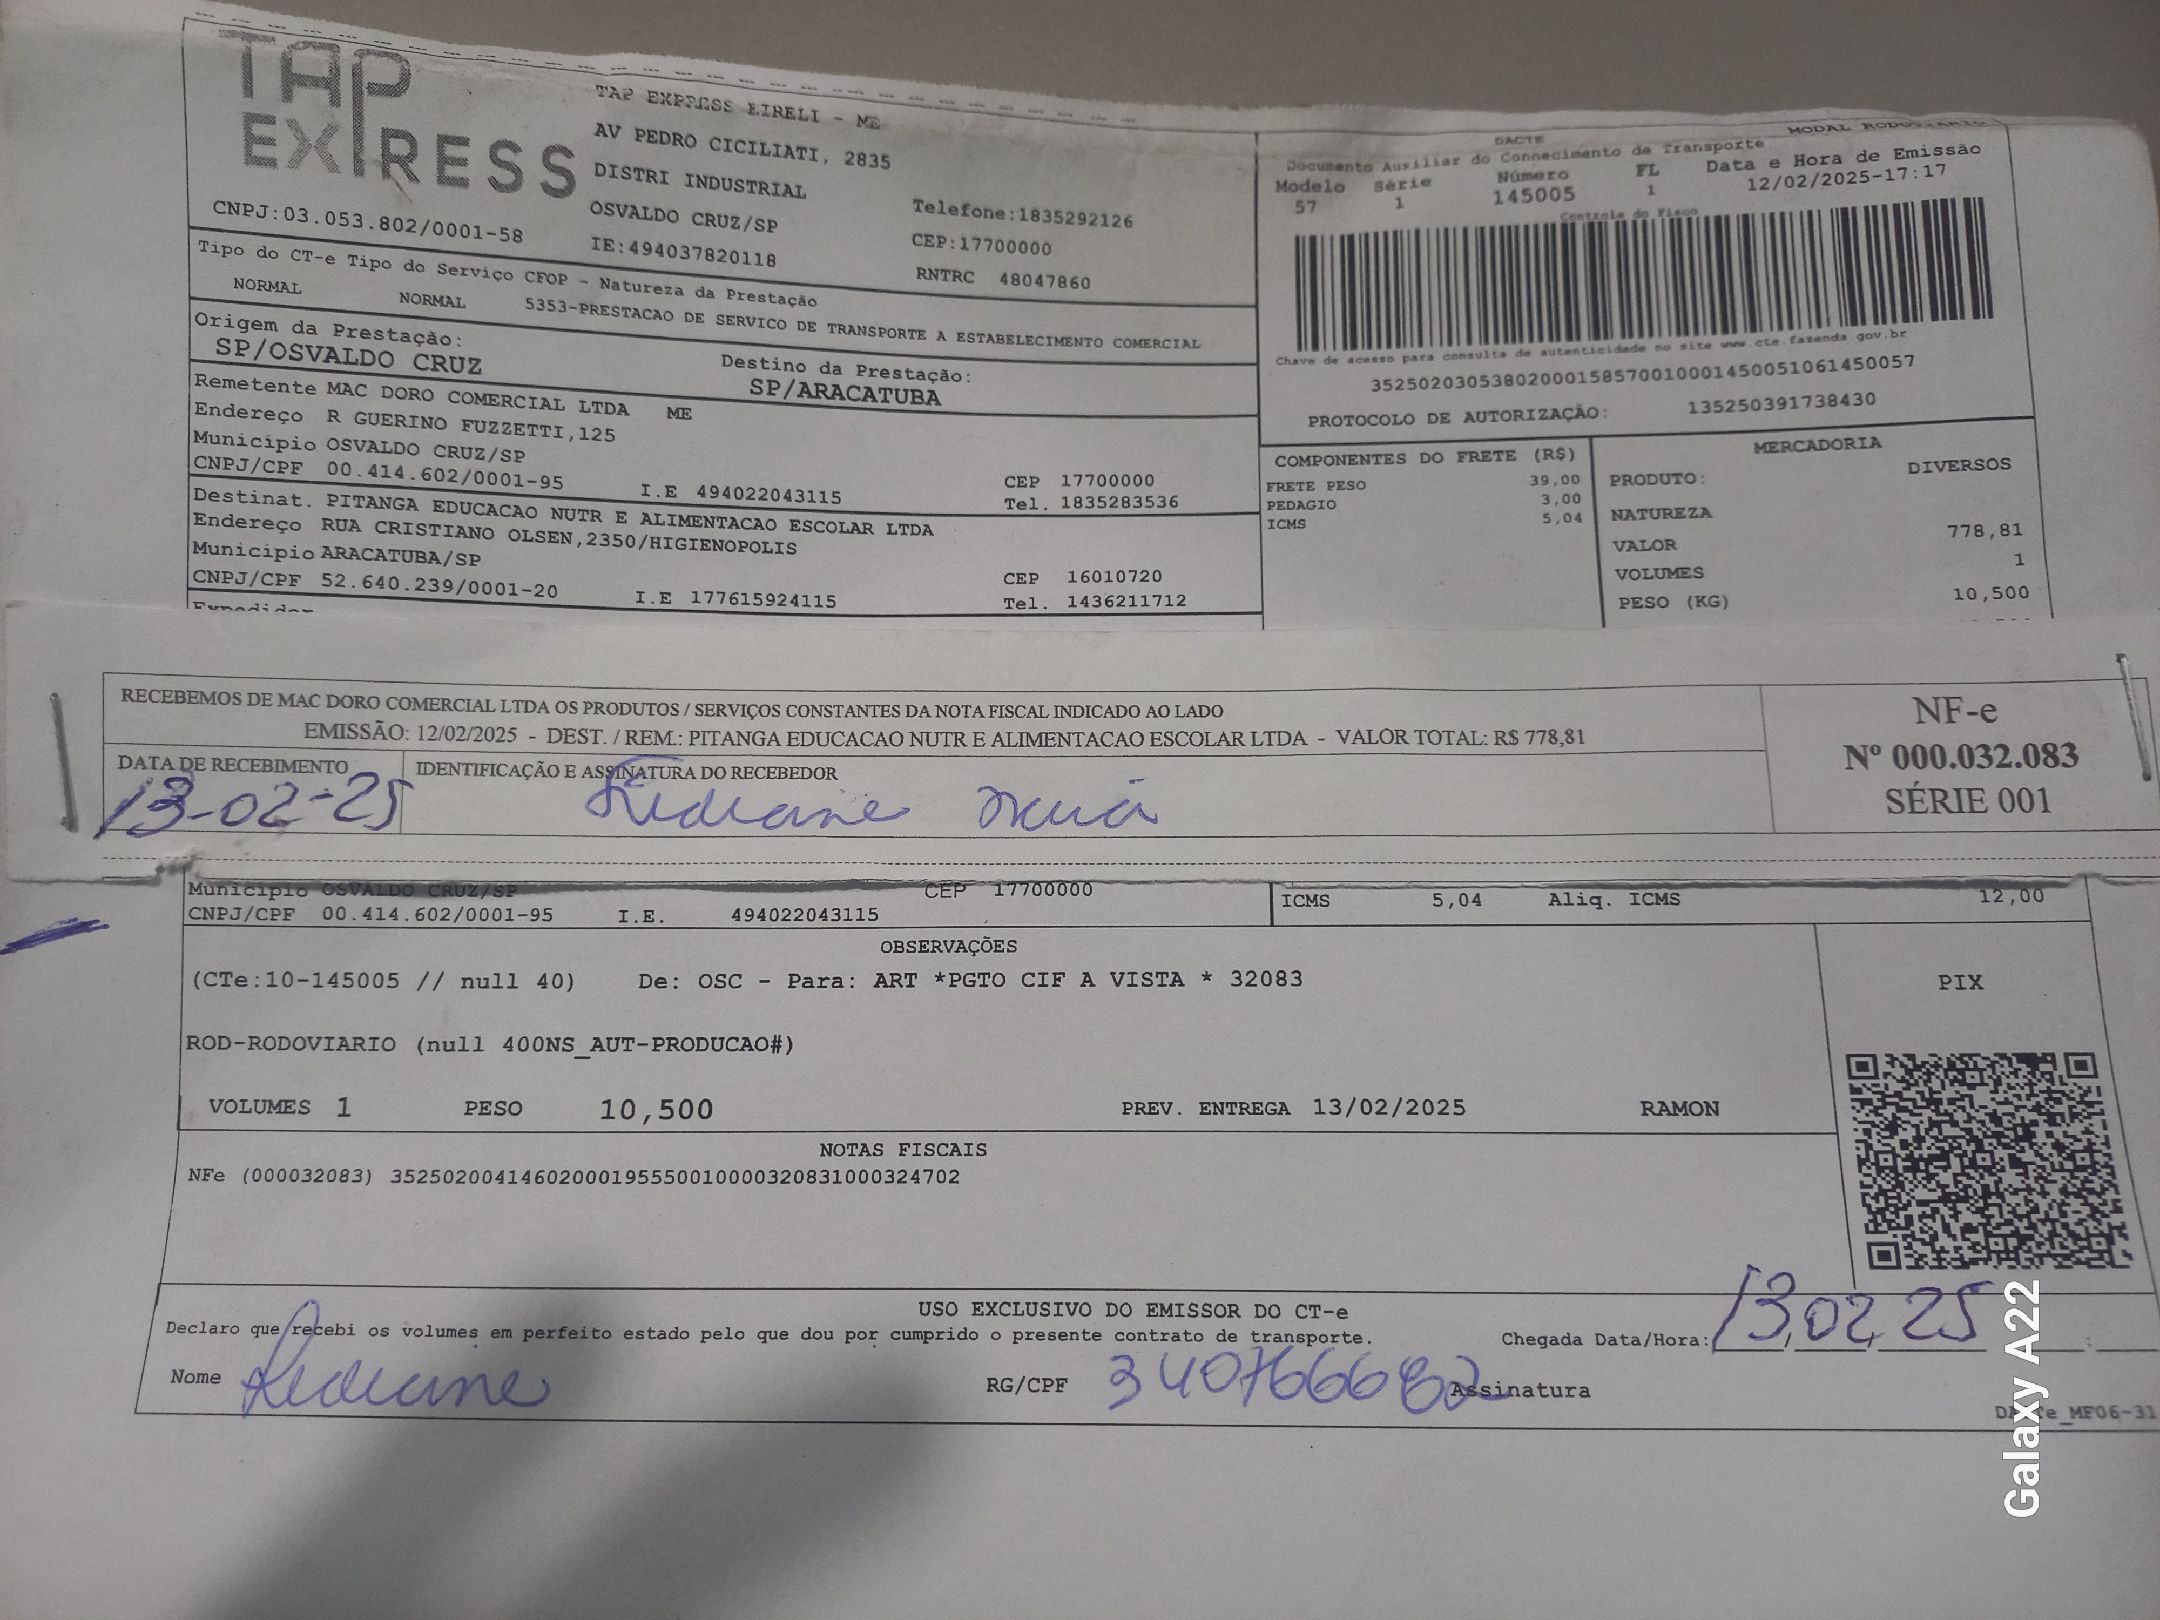 TAP EXPRESS
TAP EXPRESS EIRELI - ME
AV PEDRO CICILIATI, 2835
DISTRI INDUSTRIAL
OSVALDO CRUZ/SP
Telefone:1835292126
CNPJ:03.053.802/0001-58
IE:494037820118
CEP:17700000
RNTRC 48047860
DACTE
MODAL RODOVIARIO
Documento Auxiliar do Connecimento de Transporte
Modelo Série Número FL Data e Hora de Emissão
57 1 145005 1 12/02/2025-17:17
Controle do Fisco
Chave de acesso para consulta de autenticidade no site www.cte.fazenda.gov.br
35250203053802000158570010001450051061450057
PROTOCOLO DE AUTORIZAÇÃO: 135250391738430
Tipo do CT-e Tipo do Serviço CFOP - Natureza da Prestação
NORMAL NORMAL 5353-PRESTACAO DE SERVICO DE TRANSPORTE A ESTABELECIMENTO COMERCIAL
Origem da Prestação: Destino da Prestação:
SP/OSVALDO CRUZ SP/ARACATUBA
Remetente MAC DORO COMERCIAL LTDA ME
Endereço R GUERINO FUZZETTI,125
Município OSVALDO CRUZ/SP CEP 17700000
CNPJ/CPF 00.414.602/0001-95 I.E 494022043115 Tel. 1835283536
Destinat. PITANGA EDUCACAO NUTR E ALIMENTACAO ESCOLAR LTDA
Endereço RUA CRISTIANO OLSEN,2350/HIGIENOPOLIS
Município ARACATUBA/SP CEP 16010720
CNPJ/CPF 52.640.239/0001-20 I.E 177615924115 Tel. 1436211712
Expedidor
COMPONENTES DO FRETE (R$)
FRETE PESO 39,00
PEDAGIO 3,00
ICMS 5,04
MERCADORIA
PRODUTO: DIVERSOS
NATUREZA
VALOR 778,81
VOLUMES 1
PESO (KG) 10,500
RECEBEMOS DE MAC DORO COMERCIAL LTDA OS PRODUTOS / SERVIÇOS CONSTANTES DA NOTA FISCAL INDICADO AO LADO
EMISSÃO: 12/02/2025 - DEST. / REM.: PITANGA EDUCACAO NUTR E ALIMENTACAO ESCOLAR LTDA - VALOR TOTAL: R$ 778,81
DATA DE RECEBIMENTO IDENTIFICAÇÃO E ASSINATURA DO RECEBEDOR
13-02-25
NF-e
Nº 000.032.083
SÉRIE 001
Município OSVALDO CRUZ/SP CEP 17700000
CNPJ/CPF 00.414.602/0001-95 I.E. 494022043115
ICMS 5,04 Aliq. ICMS 12,00
OBSERVAÇÕES
(CTe:10-145005 // null 40) De: OSC - Para: ART *PGTO CIF A VISTA * 32083
PIX
ROD-RODOVIARIO (null 400NS_AUT-PRODUCAO#)
VOLUMES 1 PESO 10,500 PREV. ENTREGA 13/02/2025 RAMON
NOTAS FISCAIS
NFe (000032083) 35250200414602000195550010000320831000324702
USO EXCLUSIVO DO EMISSOR DO CT-e
Declaro que recebi os volumes em perfeito estado pelo que dou por cumprido o presente contrato de transporte. Chegada Data/Hora: 13,02,25 :
Nome RG/CPF Assinatura
MF06-31
Galaxy A22